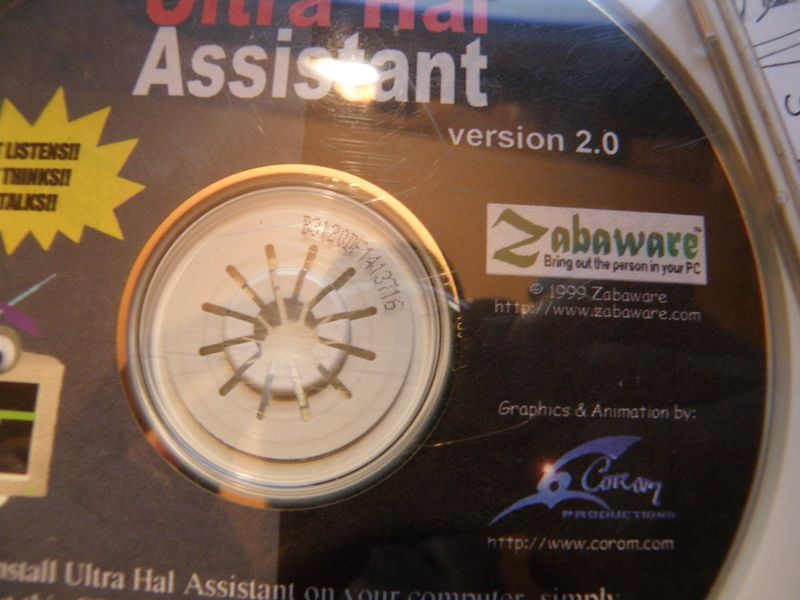 Ultra Hal
Assistant
version 2.0
LISTENS!!
THINKS!!
TALKS!!
Zabaware™
Bring out the person in your PC
© 1999 Zabaware
http://www.zabaware.com
Graphics & Animation by:
Corom
PRODUCTIONS
http://www.corom.com
nstall Ultra Hal Assistant on your computer, simply